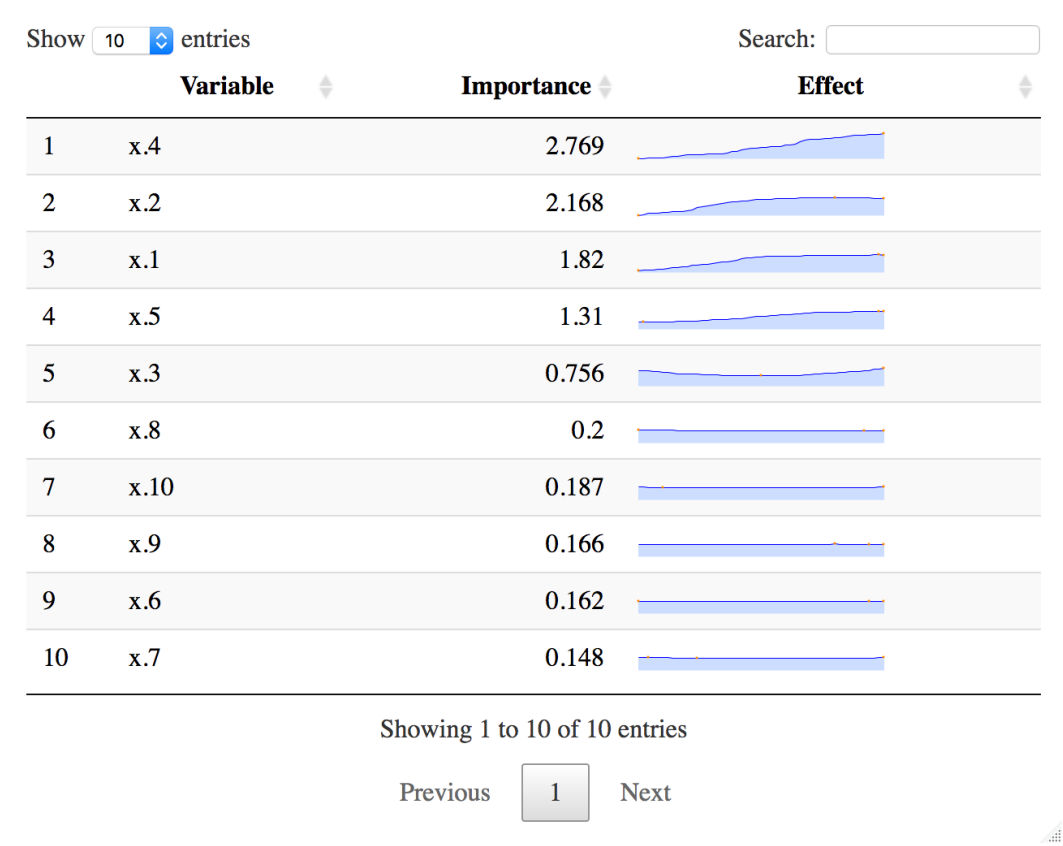 Show 10 entries Search:
Variable Importance Effect
1 x.4 2.769
2 x.2 2.168
3 x.1 1.82
4 x.5 1.31
5 x.3 0.756
6 x.8 0.2
7 x.10 0.187
8 x.9 0.166
9 x.6 0.162
10 x.7 0.148
Showing 1 to 10 of 10 entries
Previous 1 Next